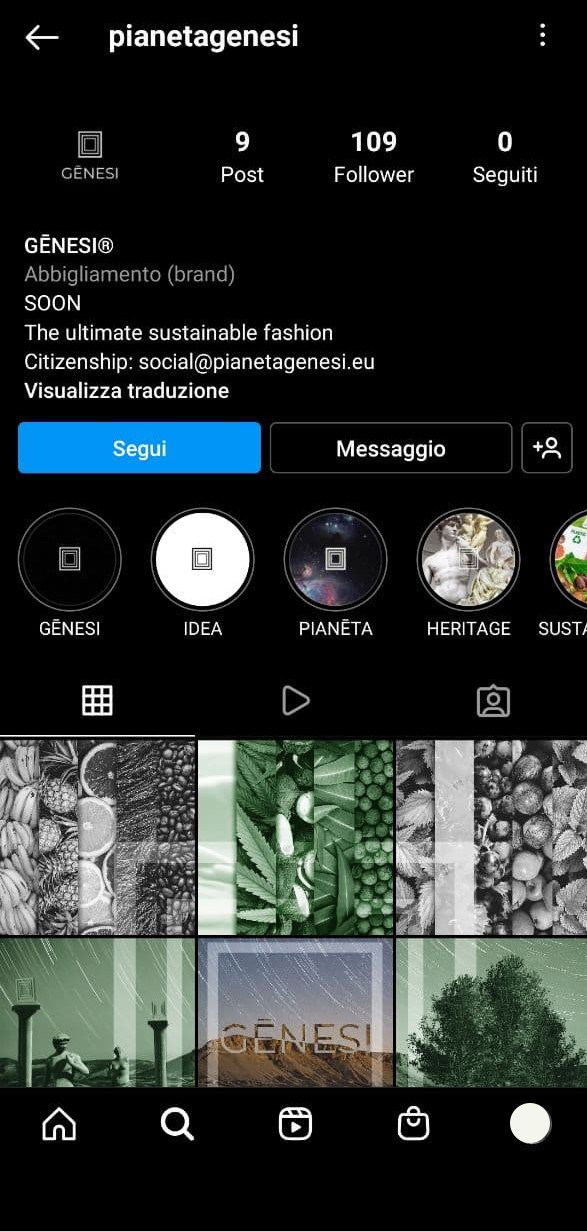 pianetagenesi
GĒNESI
9
109
0
Post
Follower
Seguiti
GĒNESI®
Abbigliamento (brand)
SOON
The ultimate sustainable fashion
Citizenship: social@pianetagenesi.eu
Visualizza traduzione
Segui
Messaggio
GĒNESI
IDEA
PIANĒTA
HERITAGE
SUSTA
GĒNESI